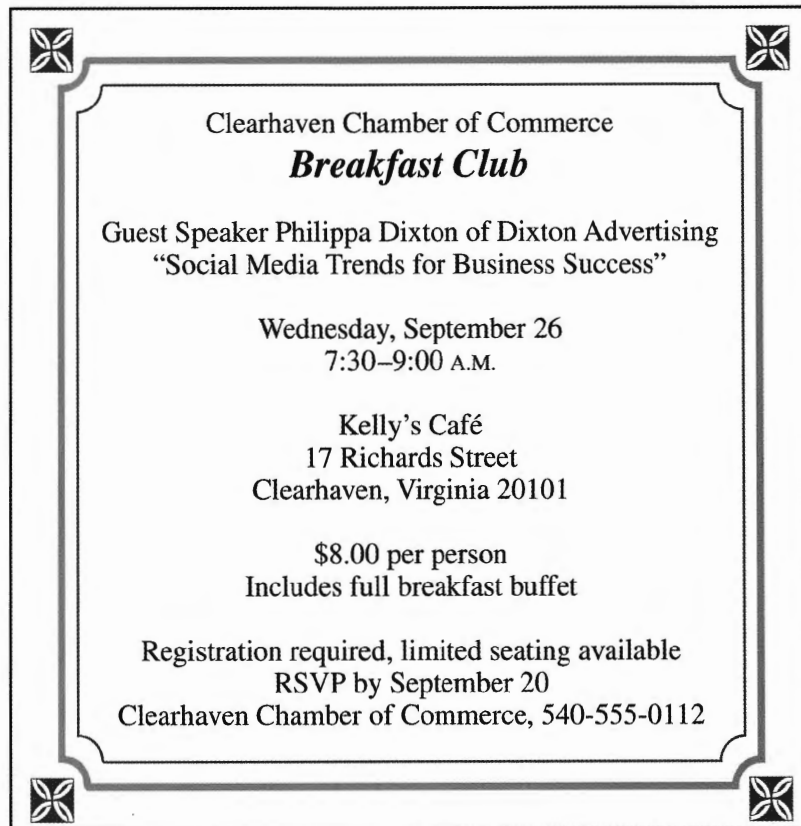 Clearhaven Chamber of Commerce
Breakfast Club
Guest Speaker Philippa Dixton of Dixton Advertising
“Social Media Trends for Business Success”
Wednesday, September 26
7:30–9:00 A.M.
Kelly’s Café
17 Richards Street
Clearhaven, Virginia 20101
$8.00 per person
Includes full breakfast buffet
Registration required, limited seating available
RSVP by September 20
Clearhaven Chamber of Commerce, 540-555-0112